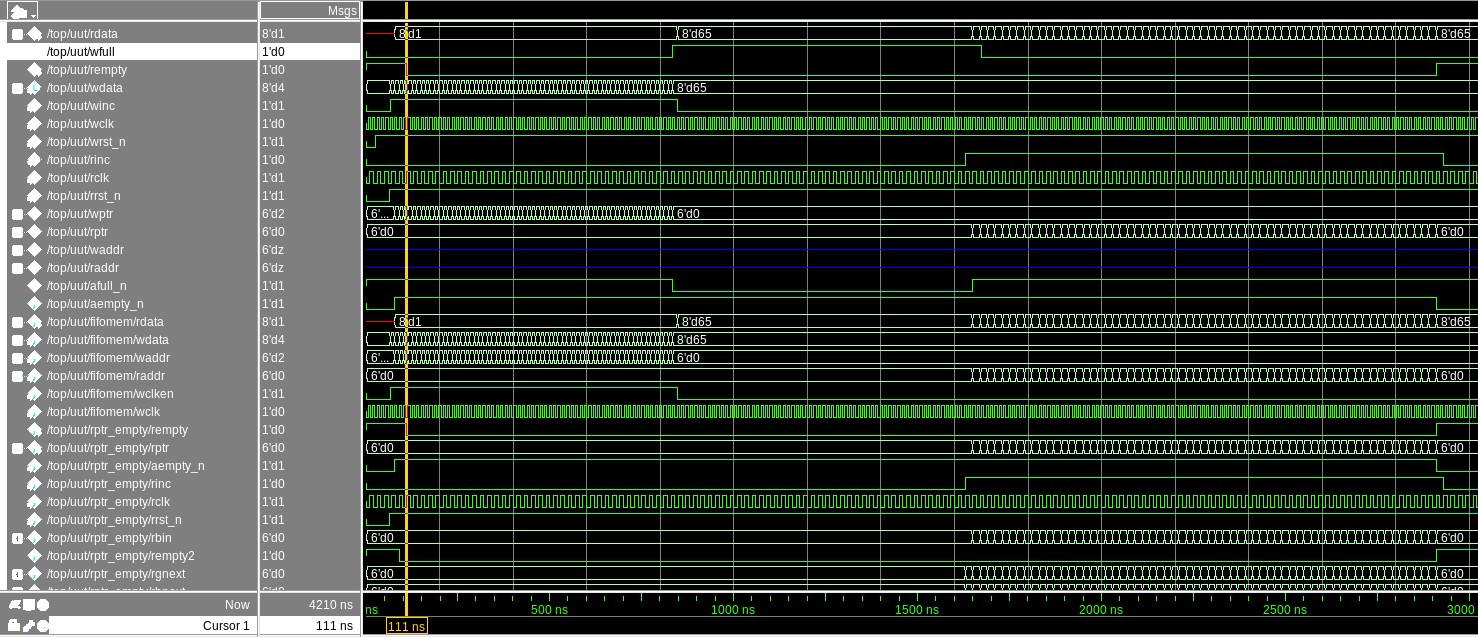 Msgs
/top/uut/rdata 8'd1 8'd1 8'd65 8'd65
/top/uut/wfull 1'd0
/top/uut/rempty 1'd0
/top/uut/wdata 8'd4 8'd65
/top/uut/winc 1'd1
/top/uut/wclk 1'd0
/top/uut/wrst_n 1'd1
/top/uut/rinc 1'd0
/top/uut/rclk 1'd1
/top/uut/rrst_n 1'd1
/top/uut/wptr 6'd2 6'... 6'd0
/top/uut/rptr 6'd0 6'd0 6'd0
/top/uut/waddr 6'dz
/top/uut/raddr 6'dz
/top/uut/afull_n 1'd1
/top/uut/aempty_n 1'd1
/top/uut/fifomem/rdata 8'd1 8'd1 8'd65 8'd65
/top/uut/fifomem/wdata 8'd4 8'd65
/top/uut/fifomem/waddr 6'd2 6'... 6'd0
/top/uut/fifomem/raddr 6'd0 6'd0 6'd0
/top/uut/fifomem/wclken 1'd1
/top/uut/fifomem/wclk 1'd0
/top/uut/rptr_empty/rempty 1'd0
/top/uut/rptr_empty/rptr 6'd0 6'd0 6'd0
/top/uut/rptr_empty/aempty_n 1'd1
/top/uut/rptr_empty/rinc 1'd0
/top/uut/rptr_empty/rclk 1'd1
/top/uut/rptr_empty/rrst_n 1'd1
/top/uut/rptr_empty/rbin 6'd0 6'd0 6'd0
/top/uut/rptr_empty/rempty2 1'd0
/top/uut/rptr_empty/rgnext 6'd0 6'd0 6'd0
Now 4210 ns ns 500 ns 1000 ns 1500 ns 2000 ns 2500 ns 3000
Cursor 1 111 ns 111 ns